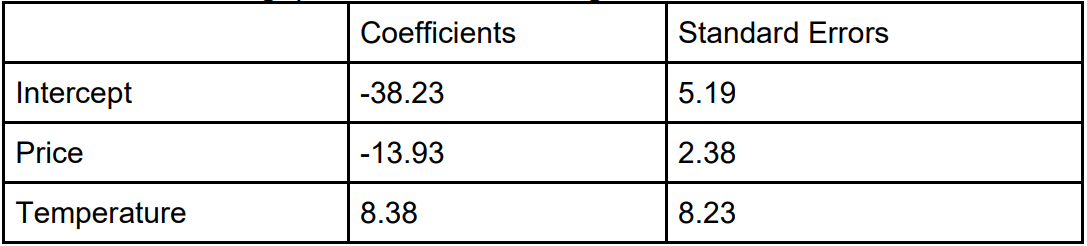 Coefficients Standard Errors
Intercept -38.23 5.19
Price -13.93 2.38
Temperature 8.38 8.23